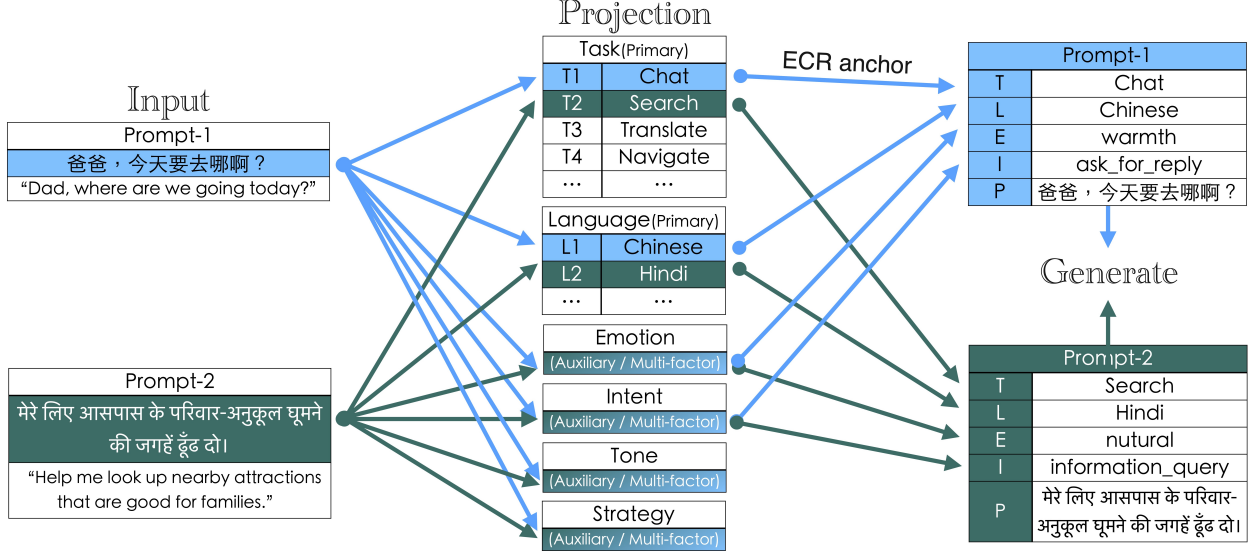 Input
Prompt-1
爸爸，今天要去哪啊？
“Dad, where are we going today?”
Prompt-2
मेरे लिए आसपास के परिवार-अनुकूल घूमने
की जगहें ढूँढ दो।
“Help me look up nearby attractions
that are good for families.”
Projection
Task(Primary)
T1 Chat
T2 Search
T3 Translate
T4 Navigate
... ...
Language(Primary)
L1 Chinese
L2 Hindi
... ...
Emotion
(Auxiliary / Multi-factor)
Intent
(Auxiliary / Multi-factor)
Tone
(Auxiliary / Multi-factor)
Strategy
(Auxiliary / Multi-factor)
ECR anchor
Prompt-1
T Chat
L Chinese
E warmth
I ask_for_reply
P 爸爸，今天要去哪啊？
Generate
Prompt-2
T Search
L Hindi
E nutural
I information_query
P मेरे लिए आसपास के परिवार-
अनुकूल घूमने की जगहें ढूँढ दो।